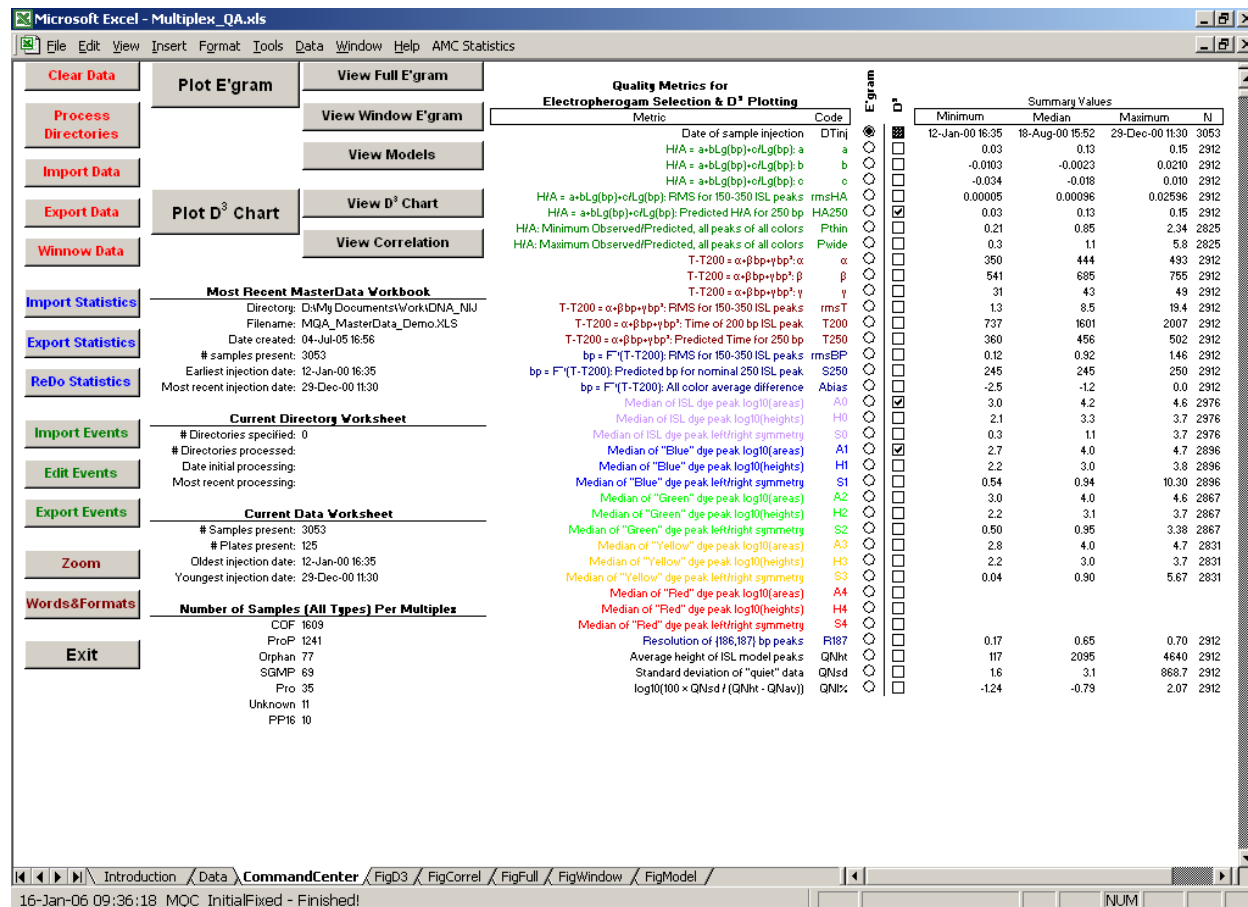 Microsoft Excel - Multiplex_QA.xls
File Edit View Insert Format Tools Data Window Help AMC Statistics
Clear Data
Process Directories
Import Data
Export Data
Winnow Data
Import Statistics
Export Statistics
ReDo Statistics
Import Events
Edit Events
Export Events
Zoom
Words&Formats
Exit
Plot E'gram
Plot D³ Chart
View Full E'gram
View Window E'gram
View Models
View D³ Chart
View Correlation
Most Recent MasterData Workbook
Directory: D:\My Documents\Work\DNA_NIJ
Filename: MQA_MasterData_Demo.XLS
Date created: 04-Jul-05 16:56
# samples present: 3053
Earliest injection date: 12-Jan-00 16:35
Most recent injection date: 29-Dec-00 11:30
Current Directory Worksheet
# Directories specified: 0
# Directories processed:
Date initial processing:
Most recent processing:
Current Data Worksheet
# Samples present: 3053
# Plates present: 125
Oldest injection date: 12-Jan-00 16:35
Youngest injection date: 29-Dec-00 11:30
Number of Samples (All Types) Per Multiplex
COF 1609
ProP 1241
Orphan 77
SGMP 69
Pro 35
Unknown 11
PP16 10
Quality Metrics for
Electropherogam Selection & D³ Plotting
E'gram D³
Summary Values
Metric Code Minimum Median Maximum N
Date of sample injection DTinj 12-Jan-00 16:35 18-Aug-00 15:52 29-Dec-00 11:30 3053
H/A = a+bLg(bp)+c/Lg(bp): a a 0.03 0.13 0.15 2912
H/A = a+bLg(bp)+c/Lg(bp): b b -0.0103 -0.0023 0.0210 2912
H/A = a+bLg(bp)+c/Lg(bp): c c -0.034 -0.018 0.010 2912
H/A = a+bLg(bp)+c/Lg(bp): RMS for 150-350 ISL peaks rmsHA 0.00005 0.00096 0.02596 2912
H/A = a+bLg(bp)+c/Lg(bp): Predicted H/A for 250 bp HA250 0.03 0.13 0.15 2912
H/A: Minimum Observed/Predicted, all peaks of all colors Pthin 0.21 0.85 2.34 2825
H/A: Maximum Observed/Predicted, all peaks of all colors Pwide 0.3 1.1 5.8 2825
T-T200 = α+βbp+γbp²: α α 350 444 493 2912
T-T200 = α+βbp+γbp²: β β 541 685 755 2912
T-T200 = α+βbp+γbp²: γ γ 31 43 49 2912
T-T200 = α+βbp+γbp²: RMS for 150-350 ISL peaks rmsT 1.3 8.5 19.4 2912
T-T200 = α+βbp+γbp²: Time of 200 bp ISL peak T200 737 1601 2007 2912
T-T200 = α+βbp+γbp²: Predicted Time for 250 bp T250 360 456 502 2912
bp = F⁻¹(T-T200): RMS for 150-350 ISL peaks rmsBP 0.12 0.92 1.46 2912
bp = F⁻¹(T-T200): Predicted bp for nominal 250 ISL peak S250 245 245 250 2912
bp = F⁻¹(T-T200): All color average difference Abias -2.5 -1.2 0.0 2912
Median of ISL dye peak log10(areas) A0 3.0 4.2 4.6 2976
Median of ISL dye peak log10(heights) H0 2.1 3.3 3.7 2976
Median of ISL dye peak left/right symmetry S0 0.3 1.1 3.7 2976
Median of "Blue" dye peak log10(areas) A1 2.7 4.0 4.7 2896
Median of "Blue" dye peak log10(heights) H1 2.2 3.0 3.8 2896
Median of "Blue" dye peak left/right symmetry S1 0.54 0.94 10.30 2896
Median of "Green" dye peak log10(areas) A2 3.0 4.0 4.6 2867
Median of "Green" dye peak log10(heights) H2 2.2 3.1 3.7 2867
Median of "Green" dye peak left/right symmetry S2 0.50 0.95 3.38 2867
Median of "Yellow" dye peak log10(areas) A3 2.8 4.0 4.7 2831
Median of "Yellow" dye peak log10(heights) H3 2.2 3.0 3.7 2831
Median of "Yellow" dye peak left/right symmetry S3 0.04 0.90 5.67 2831
Median of "Red" dye peak log10(areas) A4
Median of "Red" dye peak log10(heights) H4
Median of "Red" dye peak left/right symmetry S4
Resolution of {186,187} bp peaks R187 0.17 0.65 0.70 2912
Average height of ISL model peaks QNht 117 2095 4640 2912
Standard deviation of "quiet" data QNsd 1.6 3.1 868.7 2912
log10(100 × QNsd / (QNht - QNav)) QNI% -1.24 -0.79 2.07 2912
Introduction Data CommandCenter FigD3 FigCorrel FigFull FigWindow FigModel
16-Jan-06 09:36:18 MQC_InitialFixed - Finished! NUM